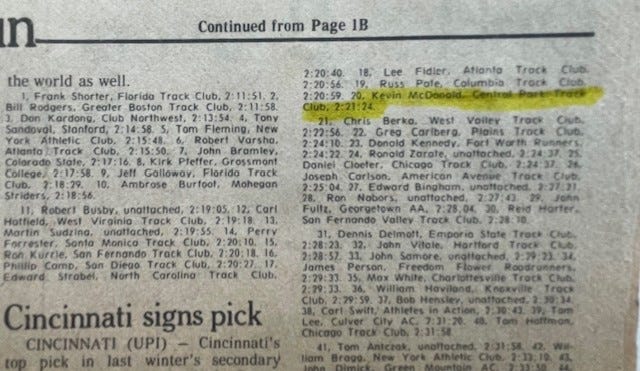 un
Continued from Page 1B
the world as well.
1, Frank Shorter, Florida Track Club, 2:11:51. 2,
Bill Rodgers, Greater Boston Track Club, 2:11:58.
3, Don Kardong, Club Northwest, 2:13:54. 4, Tony
Sandoval, Stanford, 2:14:58. 5, Tom Fleming, New
York Athletic Club, 2:15:48. 6, Robert Varsha,
Atlanta Track Club, 2:15:50. 7, John Bramley,
Colorado State, 2:17:16. 8, Kirk Pfeffer, Grossmont
College, 2:17:58. 9, Jeff Galloway, Florida Track
Club, 2:18:29. 10, Ambrose Burfoot, Mohegan
Striders, 2:18:56.
11, Robert Busby, unattached, 2:19:05. 12, Carl
Hatfield, West Virginia Track Club, 2:19:18. 13,
Martin Sudzina, unattached, 2:19:55. 14, Perry
Forrester, Santa Monica Track Club, 2:20:10. 15,
Ron Kurrle, San Fernando Track Club, 2:20:18. 16,
Phillip Camp, San Diego Track Club, 2:20:27. 17,
Edward Strabel, North Carolina Track Club,
Cincinnati signs pick
CINCINNATI (UPI) — Cincinnati's
top pick in last winter's secondary
2:20:40. 18, Lee Fidler, Atlanta Track Club,
2:20:56. 19, Russ Pate, Columbia Track Club,
2:20:59. 20, Kevin McDonald, Central Park Track
Club, 2:21:24.
21, Chris Berka, West Valley Track Club,
2:22:56. 22, Greg Carlberg, Plains Track Club,
2:24:10. 23, Donald Kennedy, Fort Worth Runners,
2:24:22. 24, Ronald Zarate, unattached, 2:24:37. 25,
Daniel Cloeter, Chicago Track Club, 2:24:37. 26,
Joseph Carlson, American Avenue Track Club,
2:25:04. 27, Edward Bingham, unattached, 2:27:21.
28, Ron Nabors, unattached, 2:27:43. 29, John
Fultz, Georgetown AA, 2:28:04. 30, Reid Harter,
San Fernando Valley Track Club, 2:28:10.
31, Dennis Delmott, Emporia State Track Club,
2:28:23. 32, John Vitale, Hartford Track Club,
2:28:57. 33, John Samore, unattached, 2:29:23. 34,
James Person, Freedom Flower Roadrunners,
2:29:33. 35, Max White, Charlottesville Track Club,
2:29:33. 36, William Haviland, Knoxville Track
Club, 2:29:59. 37, Bob Hensley, unattached, 2:30:34.
38, Carl Swift, Athletes in Action, 2:30:43. 39, Tom
Lee, Culver City AC, 2:31:20. 40, Tom Hoffman,
Chicago Track Club, 2:31:58.
41, Tom Antczak, unattached, 2:31:58. 42, Wil-
liam Bragg, New York Athletic Club, 2:33:10. 43,
John Dimick, Green Mountain AC, 2:33:50.